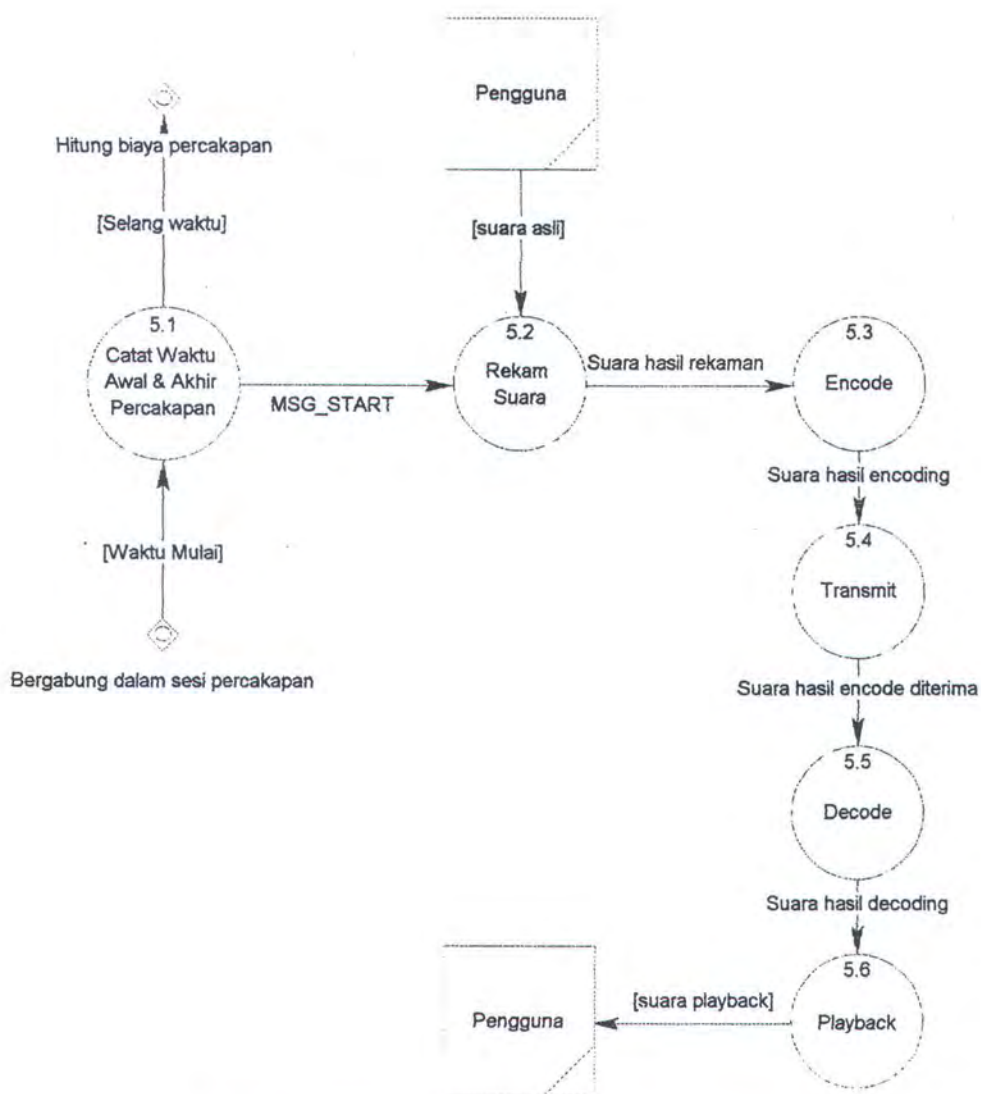 Pengguna
Hitung biaya percakapan
[Selang waktu]
[suara asli]
5.1
Catat Waktu
Awal & Akhir
Percakapan
MSG_START
5.2
Rekam
Suara
Suara hasil rekaman
5.3
Encode
Suara hasil encoding
[Waktu Mulai]
5.4
Transmit
Bergabung dalam sesi percakapan
Suara hasil encode diterima
5.5
Decode
Suara hasil decoding
5.6
Playback
[suara playback]
Pengguna